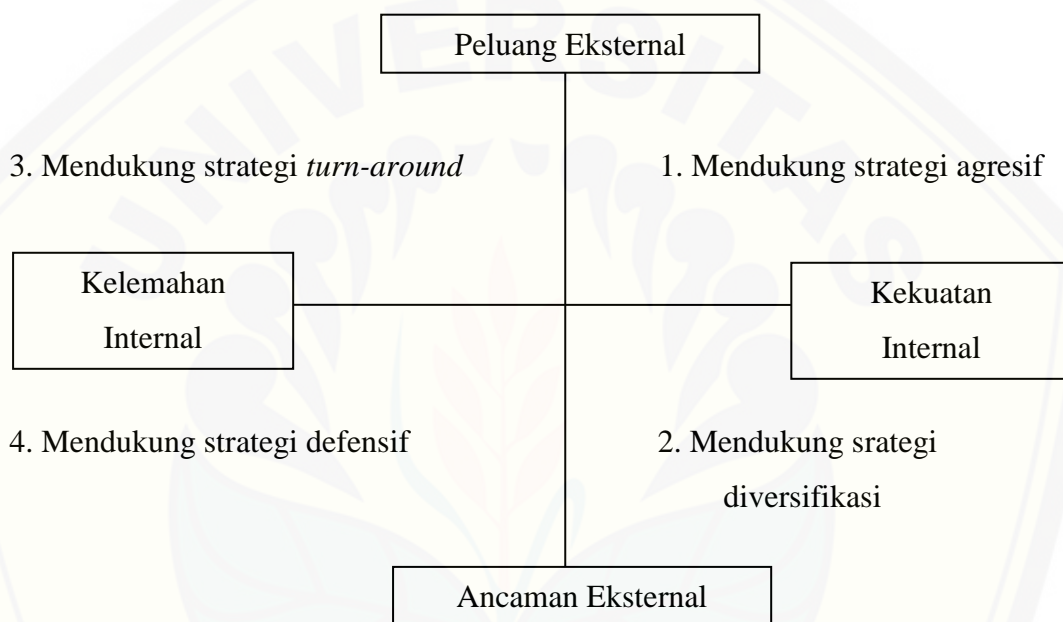 UNIVERSITAS
Peluang Eksternal
3. Mendukung strategi turn-around
1. Mendukung strategi agresif
Kelemahan
Internal
Kekuatan
Internal
4. Mendukung strategi defensif
2. Mendukung srategi
diversifikasi
Ancaman Eksternal